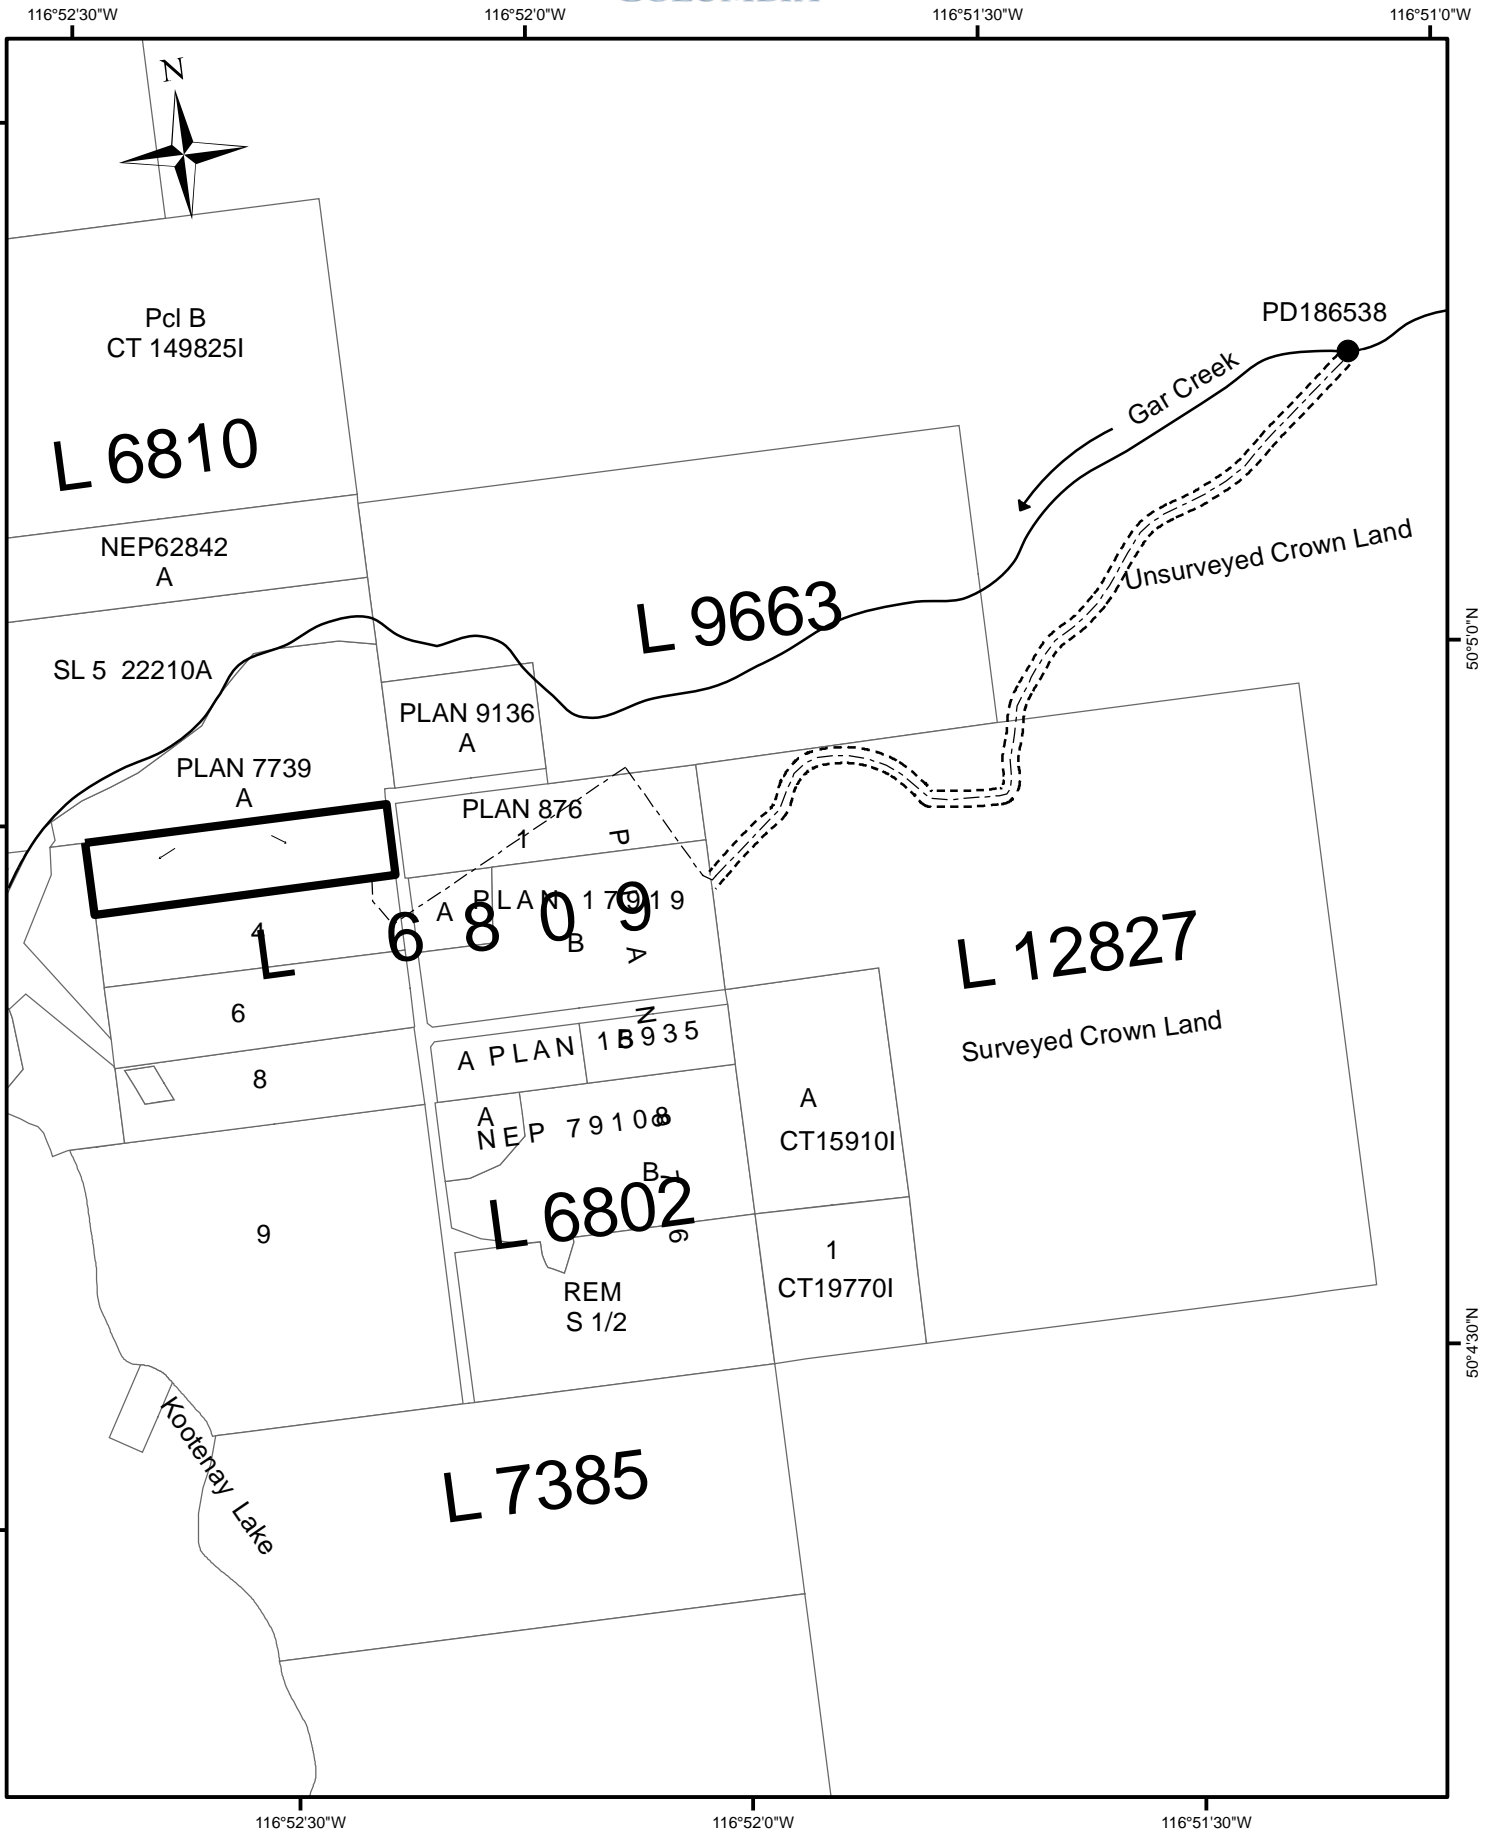 COLUMBIA
116°52'30"W
116°52'0"W
116°51'30"W
116°51'0"W
N
Pcl B
CT 149825I
PD186538
Gar Creek
L 6810
Unsurveyed Crown Land
NEP62842
A
L 9663
50°5'0"N
SL 5 22210A
PLAN 9136
A
PLAN 7739
A
PLAN 876
1
PLAN 17919
A
B
4
L 6809
L 12827
6
Surveyed Crown Land
A PLAN 15935
B
8
A
NEP 79108
B
A
CT15910I
L 6802
9
1
CT19770I
REM
S 1/2
50°4'30"N
Kootenay Lake
L 7385
116°52'30"W
116°52'0"W
116°51'30"W